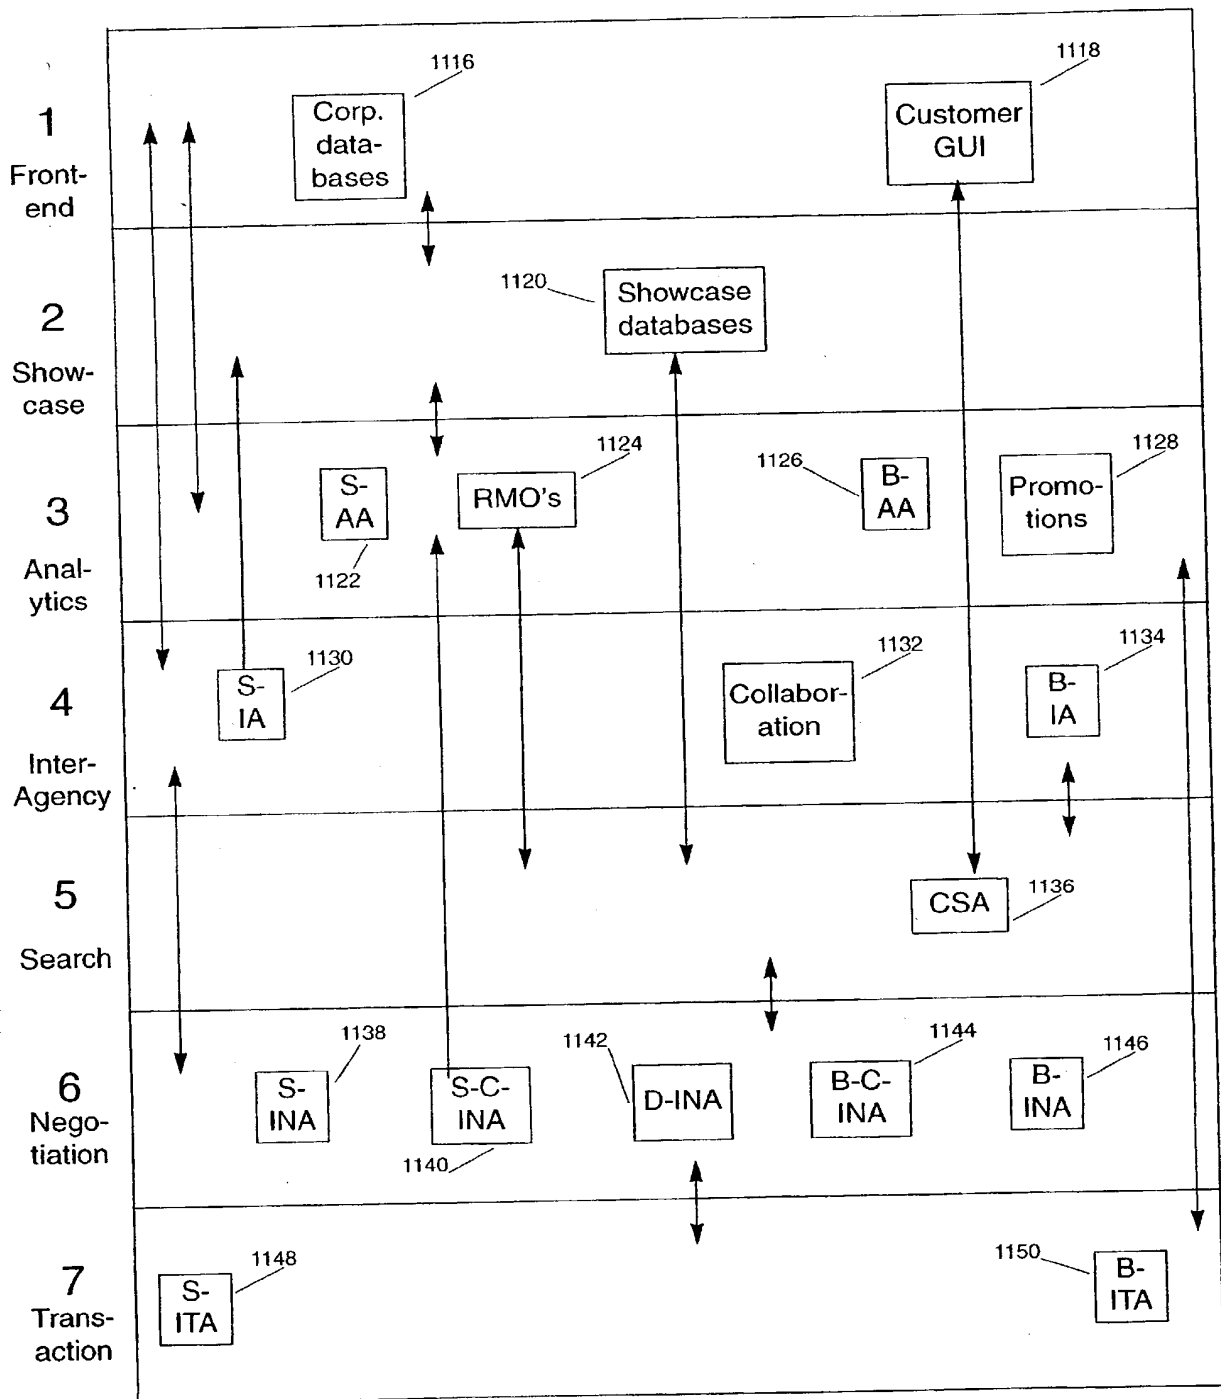 1116
1118
1
Front-
end
Corp.
data-
bases
Customer
GUI
1120
2
Show-
case
Showcase
databases
1124
1126
1128
3
Anal-
ytics
S-
AA
1122
RMO's
B-
AA
Promo-
tions
1130
1132
1134
4
Inter-
Agency
S-
IA
Collabor-
ation
B-
IA
5
Search
CSA
1136
1138
1142
1144
1146
6
Nego-
tiation
S-
INA
S-C-
INA
1140
D-INA
B-C-
INA
B-
INA
1148
1150
7
Trans-
action
S-
ITA
B-
ITA